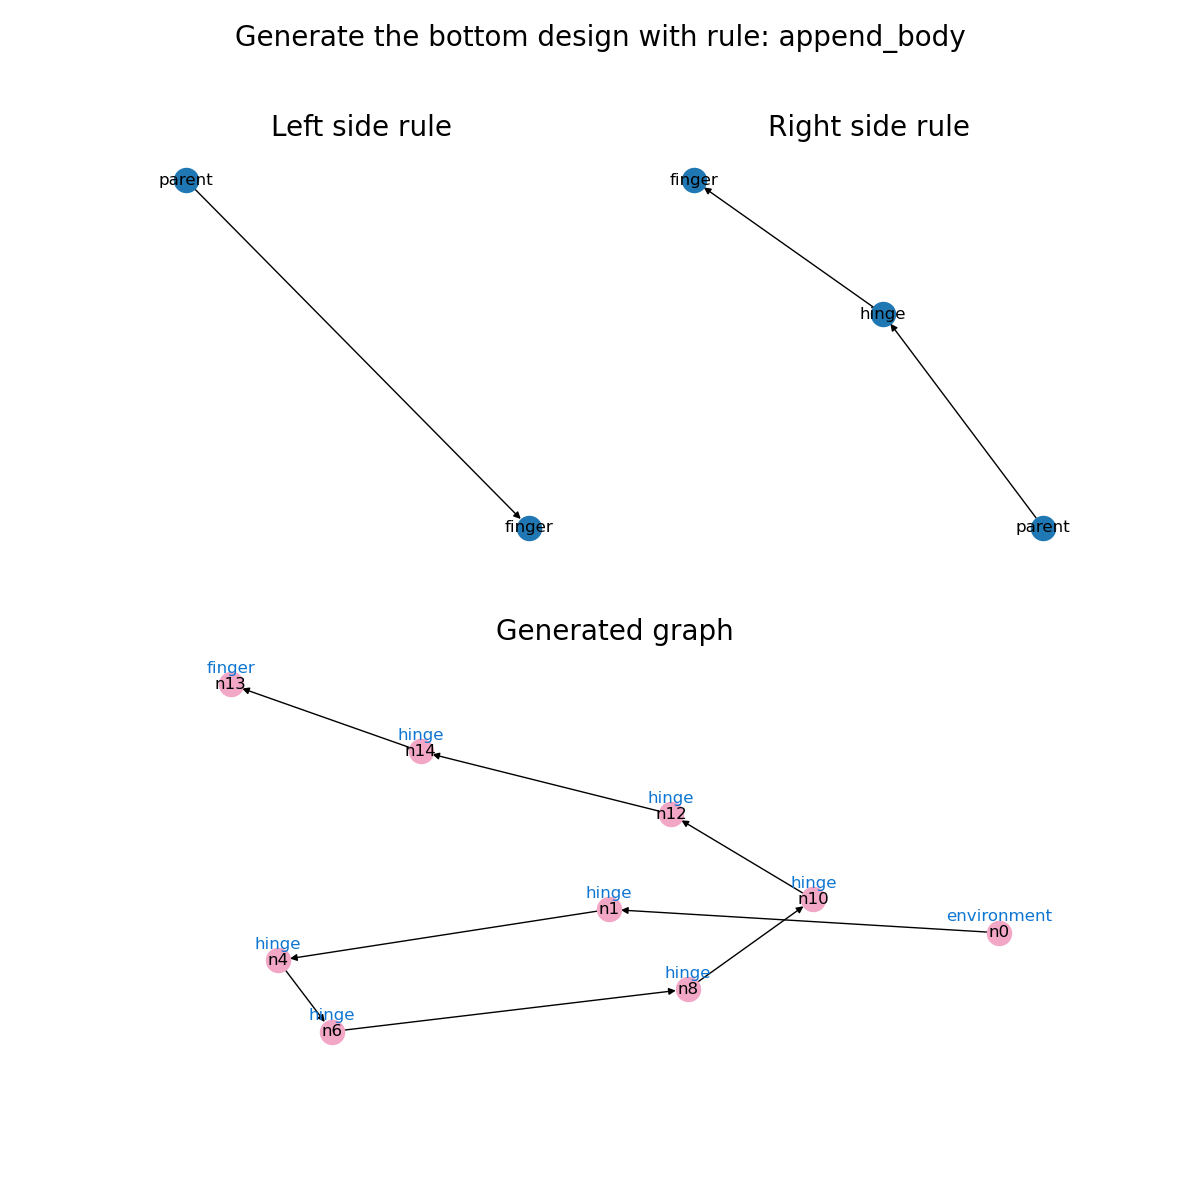 Generate the bottom design with rule: append_body
Left side rule
Right side rule
parent
finger
finger
hinge
parent
Generated graph
finger
n13
hinge
n14
hinge
n12
hinge
n10
hinge
n1
environment
n0
hinge
n4
hinge
n8
hinge
n6